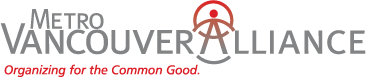 METRO
VANCOUVER ALLIANCE
Organizing for the Common Good.